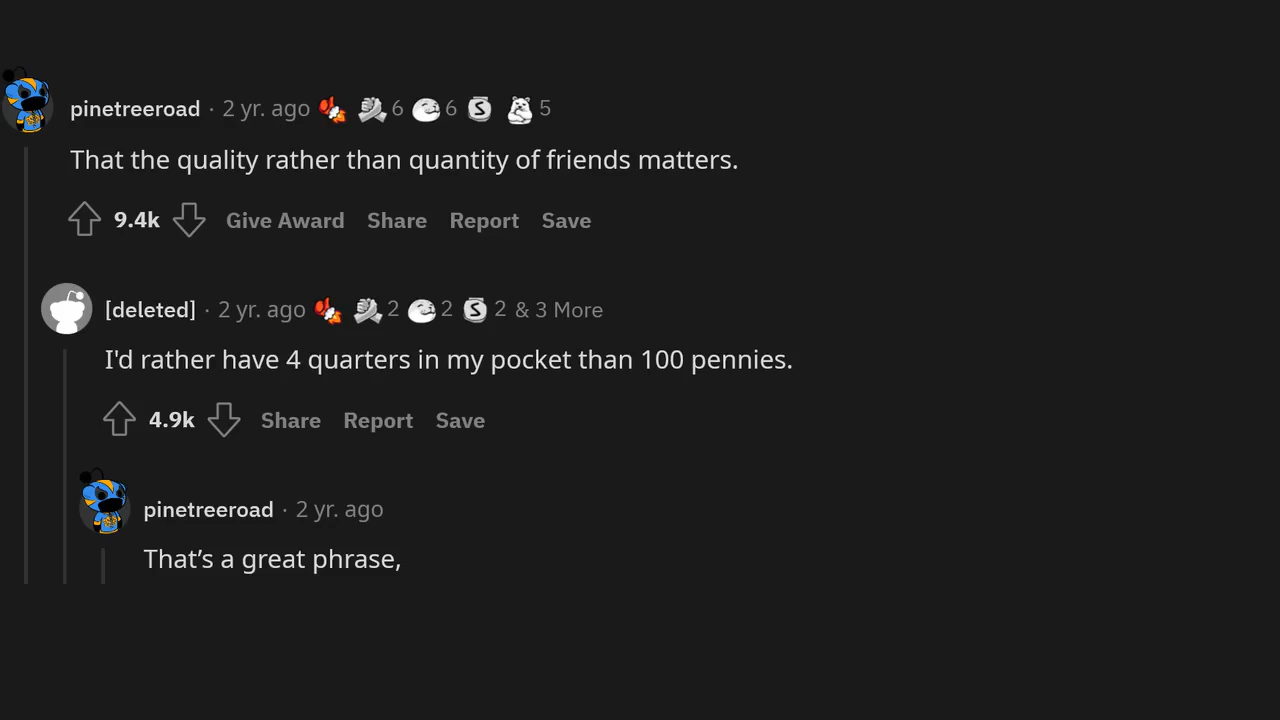 pinetreeroad · 2 yr. ago 6 6 5
That the quality rather than quantity of friends matters.
9.4k Give Award Share Report Save
[deleted] · 2 yr. ago 2 2 2 & 3 More
I'd rather have 4 quarters in my pocket than 100 pennies.
4.9k Share Report Save
pinetreeroad · 2 yr. ago
That’s a great phrase,